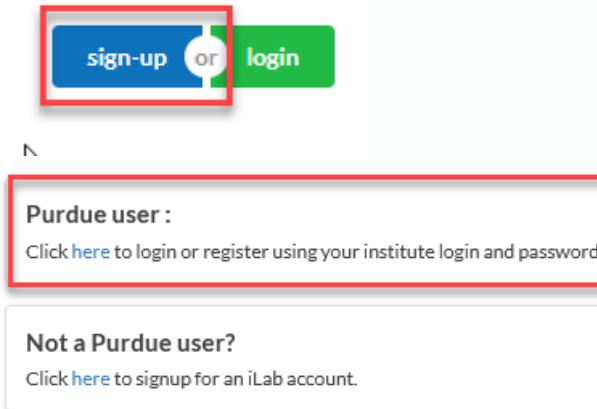 sign-up or login
Purdue user :
Click here to login or register using your institute login and password
Not a Purdue user?
Click here to signup for an iLab account.